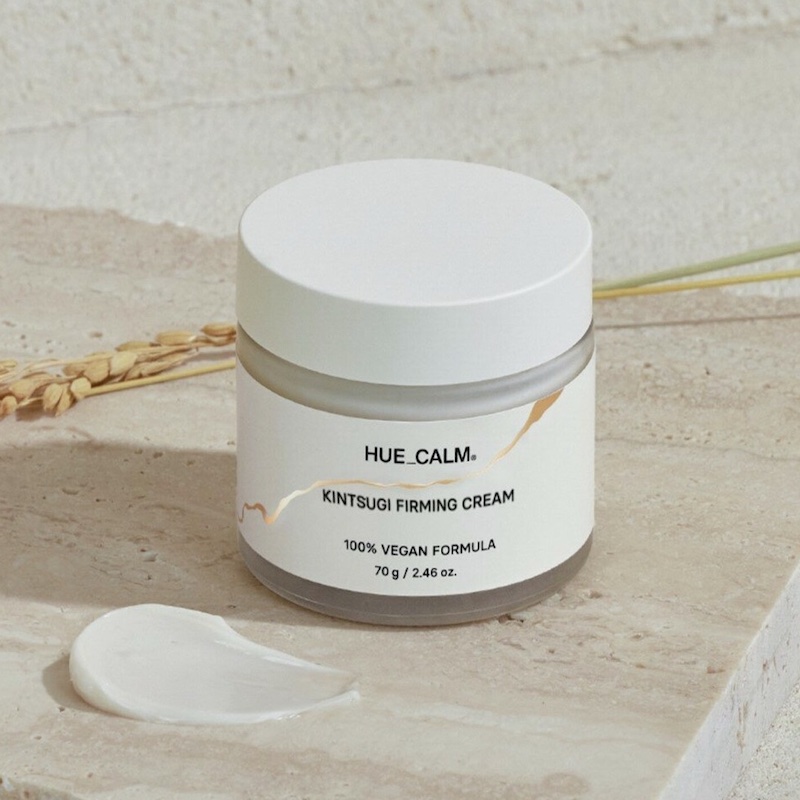 HUE_CALM®
KINTSUGI FIRMING CREAM
100% VEGAN FORMULA
70 g / 2.46 oz.